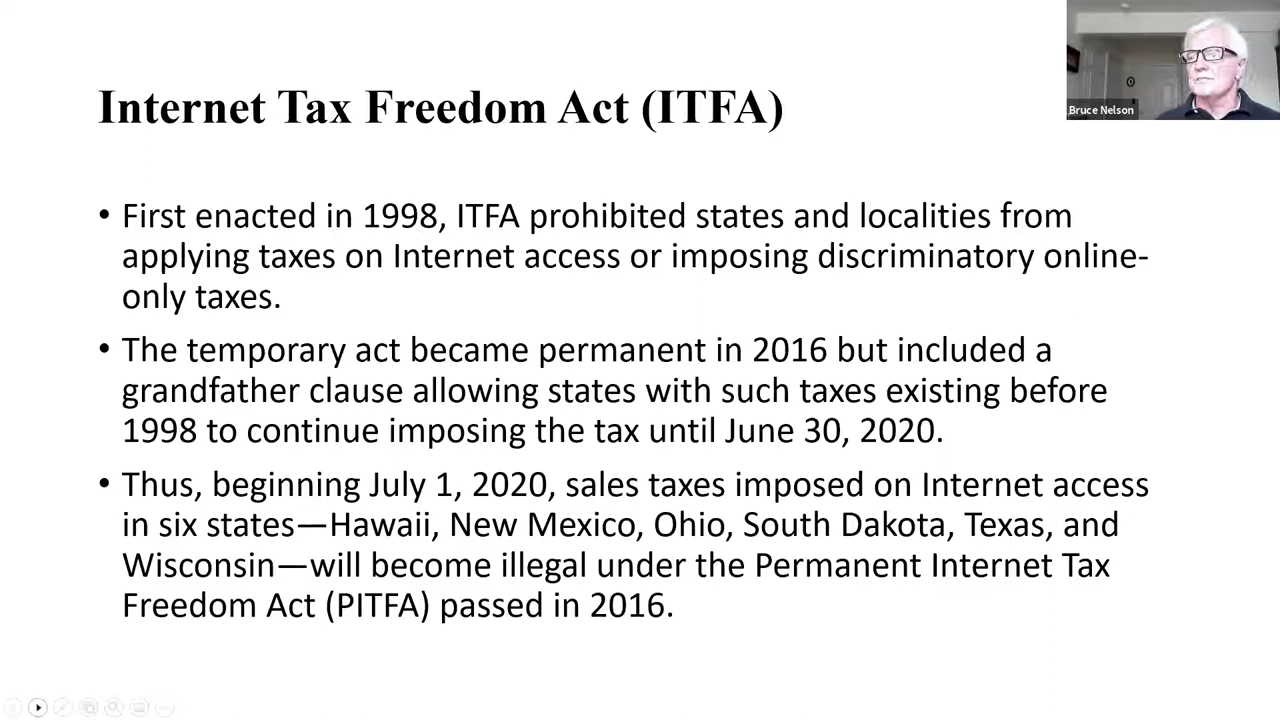 Internet Tax Freedom Act (ITFA)
Bruce Nelson
• First enacted in 1998, ITFA prohibited states and localities from
applying taxes on Internet access or imposing discriminatory online-
only taxes.
• The temporary act became permanent in 2016 but included a
grandfather clause allowing states with such taxes existing before
1998 to continue imposing the tax until June 30, 2020.
• Thus, beginning July 1, 2020, sales taxes imposed on Internet access
in six states—Hawaii, New Mexico, Ohio, South Dakota, Texas, and
Wisconsin—will become illegal under the Permanent Internet Tax
Freedom Act (PITFA) passed in 2016.